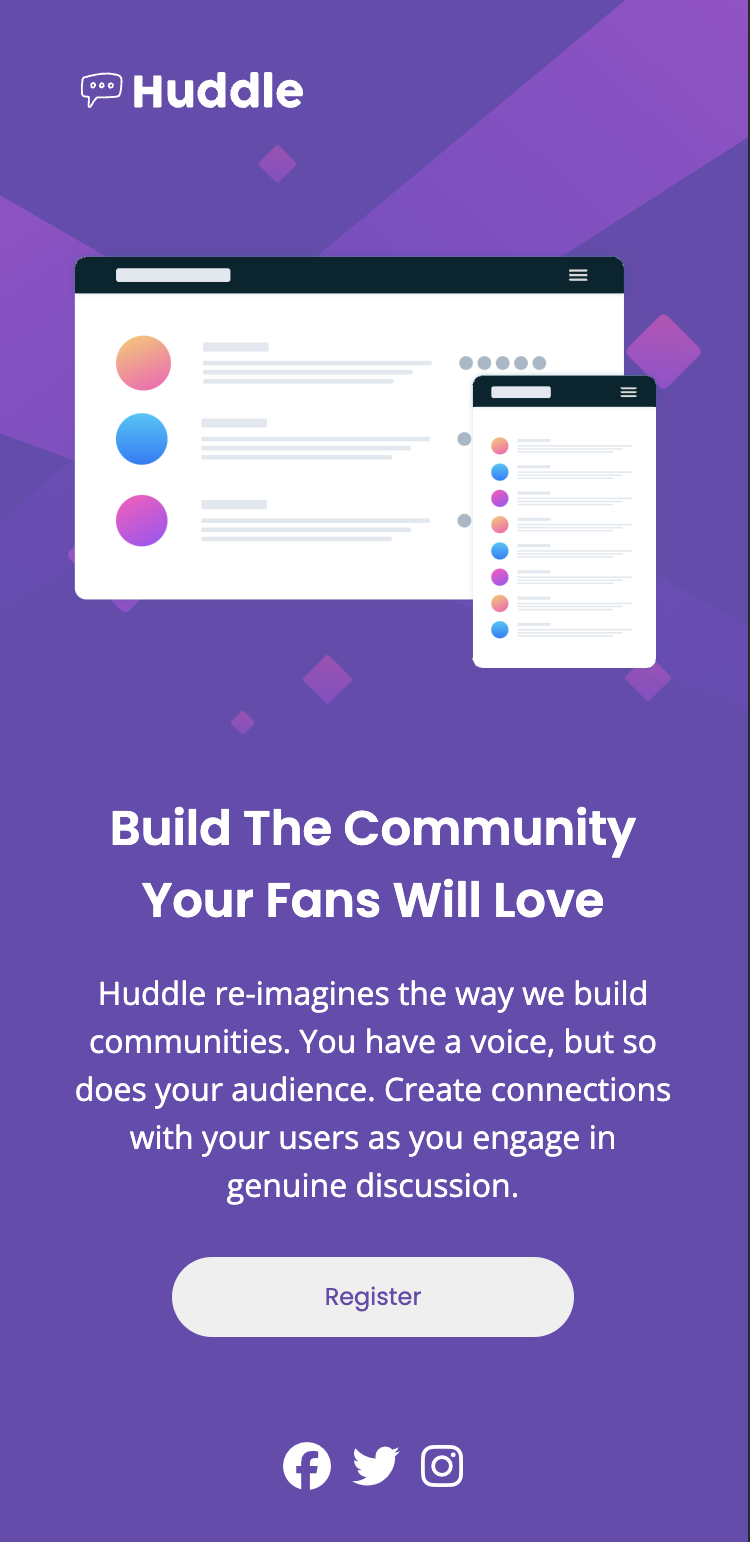 Huddle
Build The Community
Your Fans Will Love
Huddle re-imagines the way we build
communities. You have a voice, but so
does your audience. Create connections
with your users as you engage in
genuine discussion.
Register